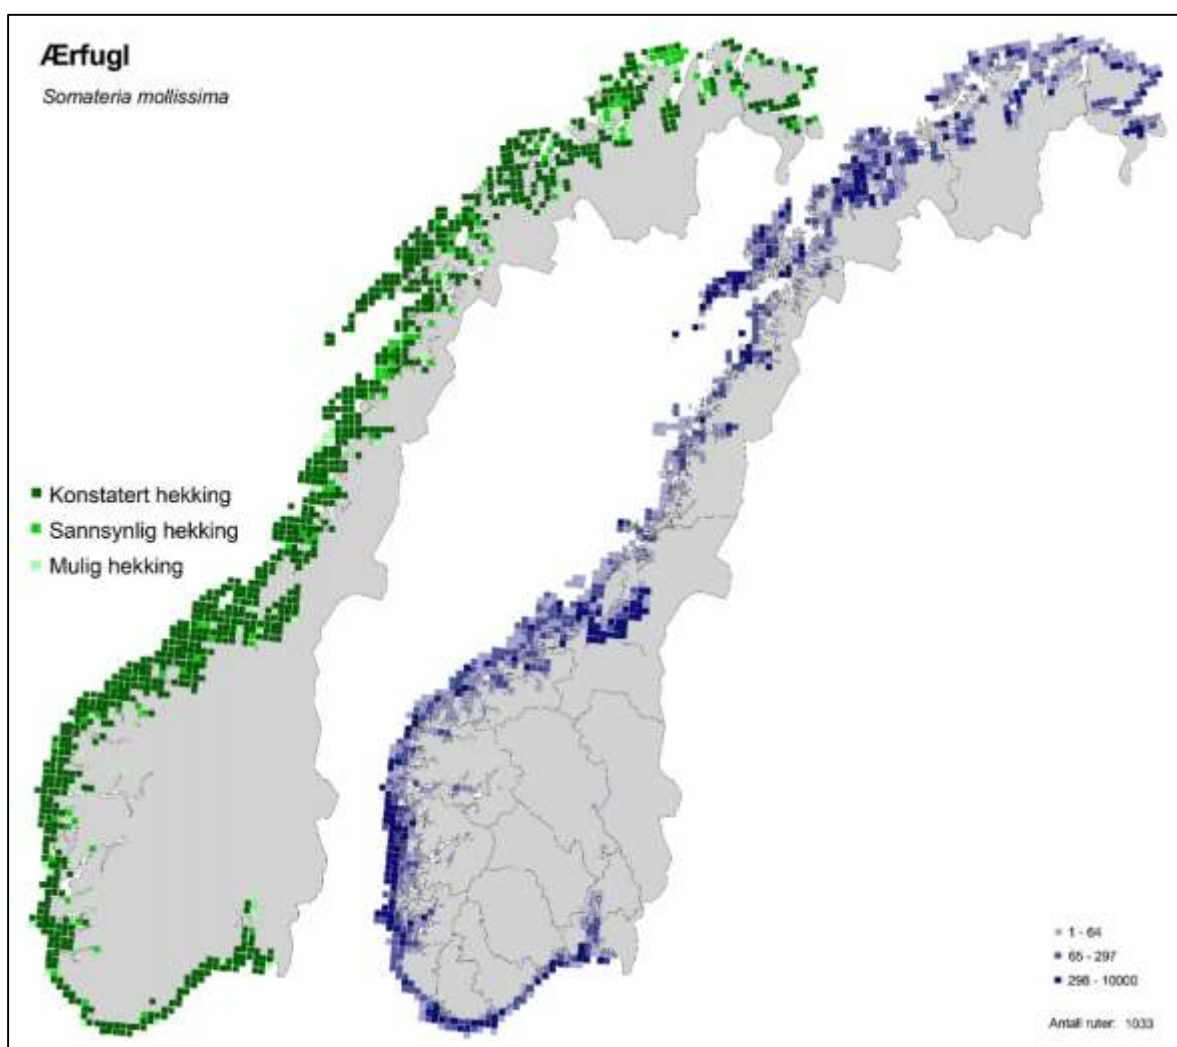 Ærfugl
Somateria mollissima
Konstatert hekking
Sannsynlig hekking
Mulig hekking
1 - 64
65 - 297
298 - 10000
Antall ruter: 1033